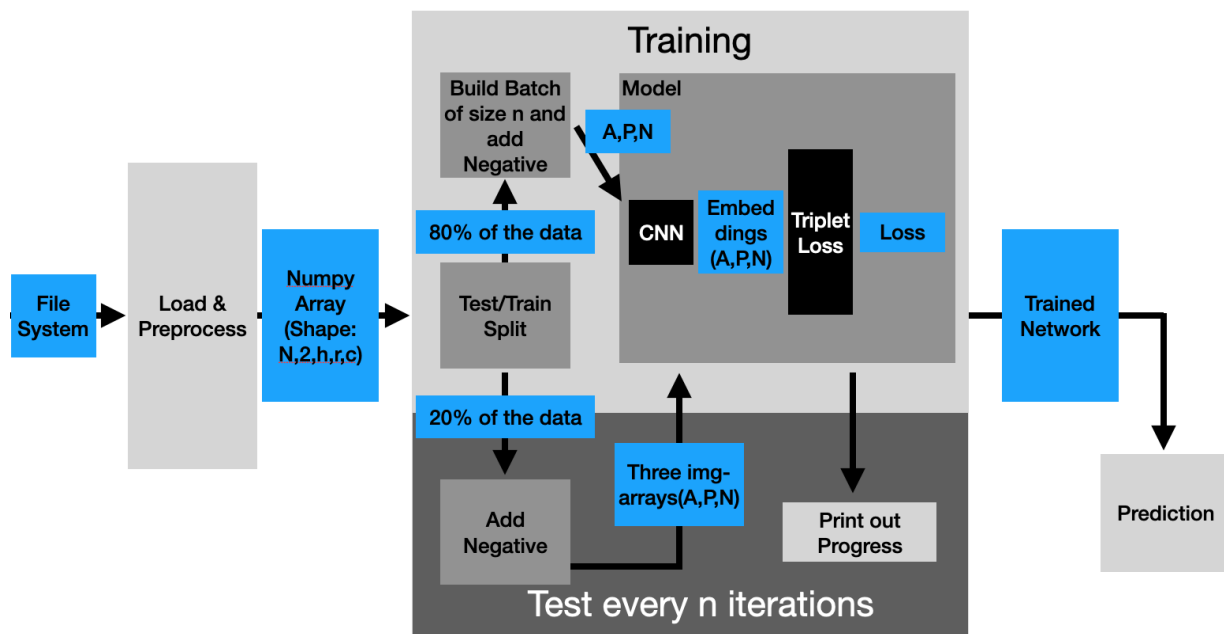 Training
Build Batch
of size n and
add
Negative
Model
A,P,N
80% of the data
CNN
Embed
dings
(A,P,N)
Triplet
Loss
Loss
File
System
Load &
Preprocess
Numpy
Array
(Shape:
N,2,h,r,c)
Test/Train
Split
Trained
Network
20% of the data
Three img-
arrays(A,P,N)
Add
Negative
Print out
Progress
Prediction
Test every n iterations